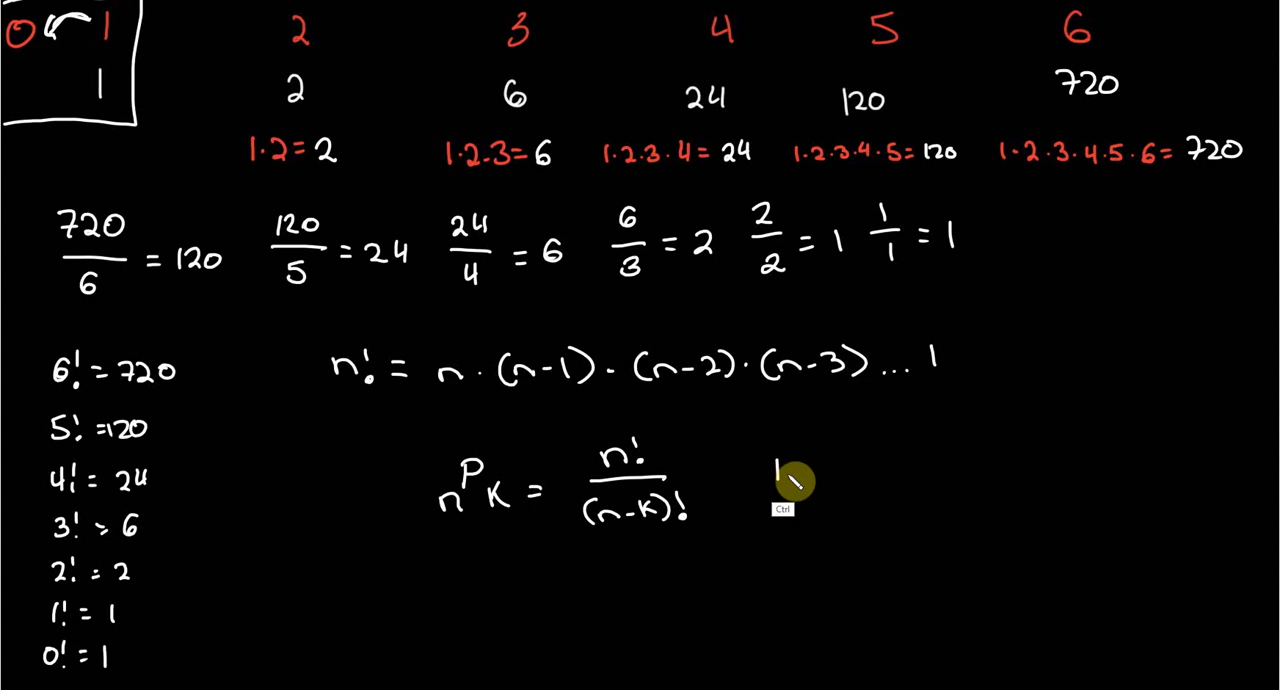 0 1 2 3 4 5 6
1 2 6 24 120 720
1·2=2 1·2·3=6 1·2·3·4=24 1·2·3·4·5=120 1·2·3·4·5·6=720
720/6 = 120 120/5 = 24 24/4 = 6 6/3 = 2 2/2 = 1 1/1 = 1
6! = 720 n! = n · (n-1) · (n-2) · (n-3) ... 1
5! = 120
4! = 24
nPk = n!/(n-k)!
Ctrl
3! = 6
2! = 2
1! = 1
0! = 1